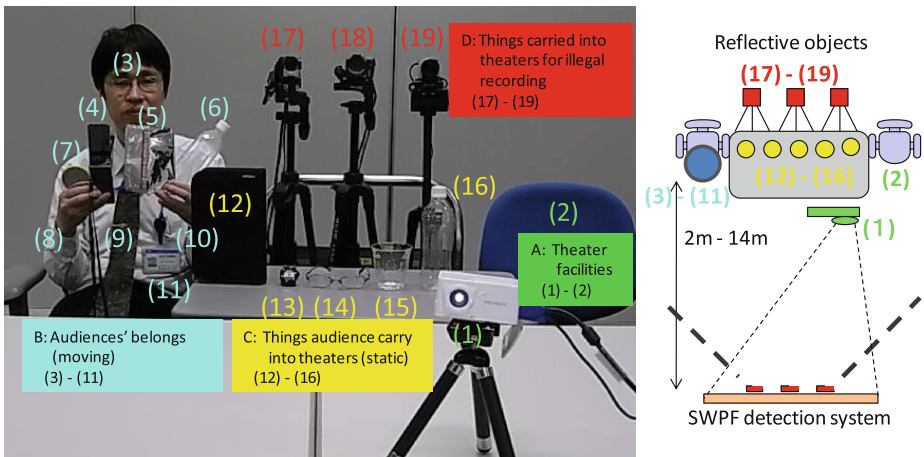 (17)
(18)
(19)
D: Things carried into
theaters for illegal
recording
(17) - (19)
(3)
(4)
(5)
(6)
(7)
(12)
(16)
(2)
A: Theater
facilities
(1) - (2)
(8)
(9)
(10)
(11)
(13)
(14)
(15)
(1)
B: Audiences' belongs
(moving)
(3) - (11)
C: Things audience carry
into theaters (static)
(12) - (16)
Reflective objects
(17) - (19)
(12) - (16)
(2)
(3) - (11)
(1)
2m - 14m
SWPF detection system